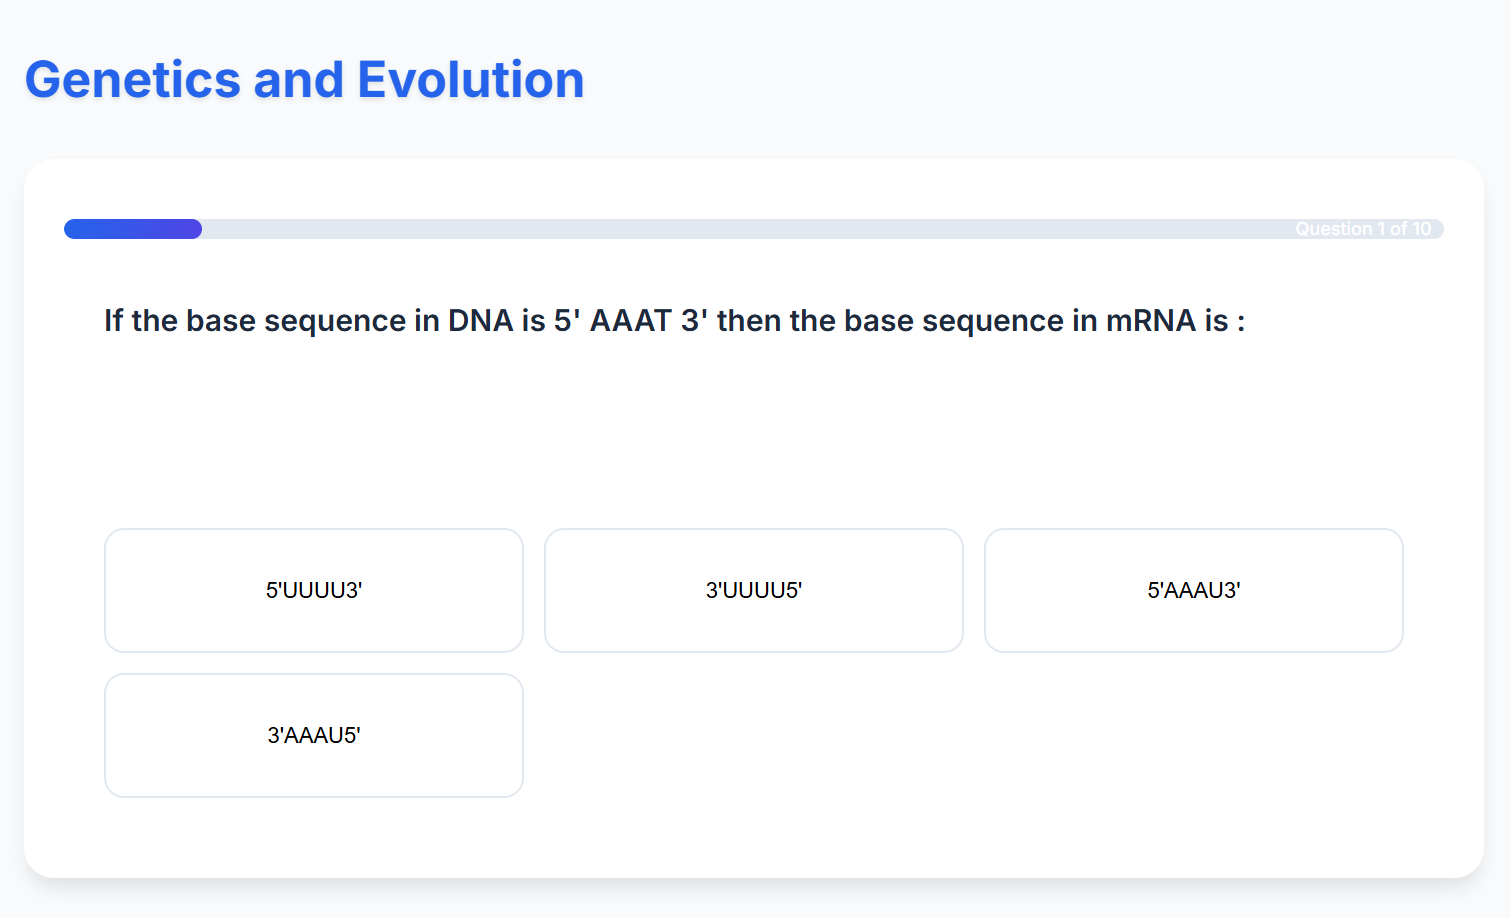 Genetics and Evolution
Question 1 of 10
If the base sequence in DNA is 5' AAAT 3' then the base sequence in mRNA is :
5'UUUU3'
3'UUUU5'
5'AAAU3'
3'AAAU5'